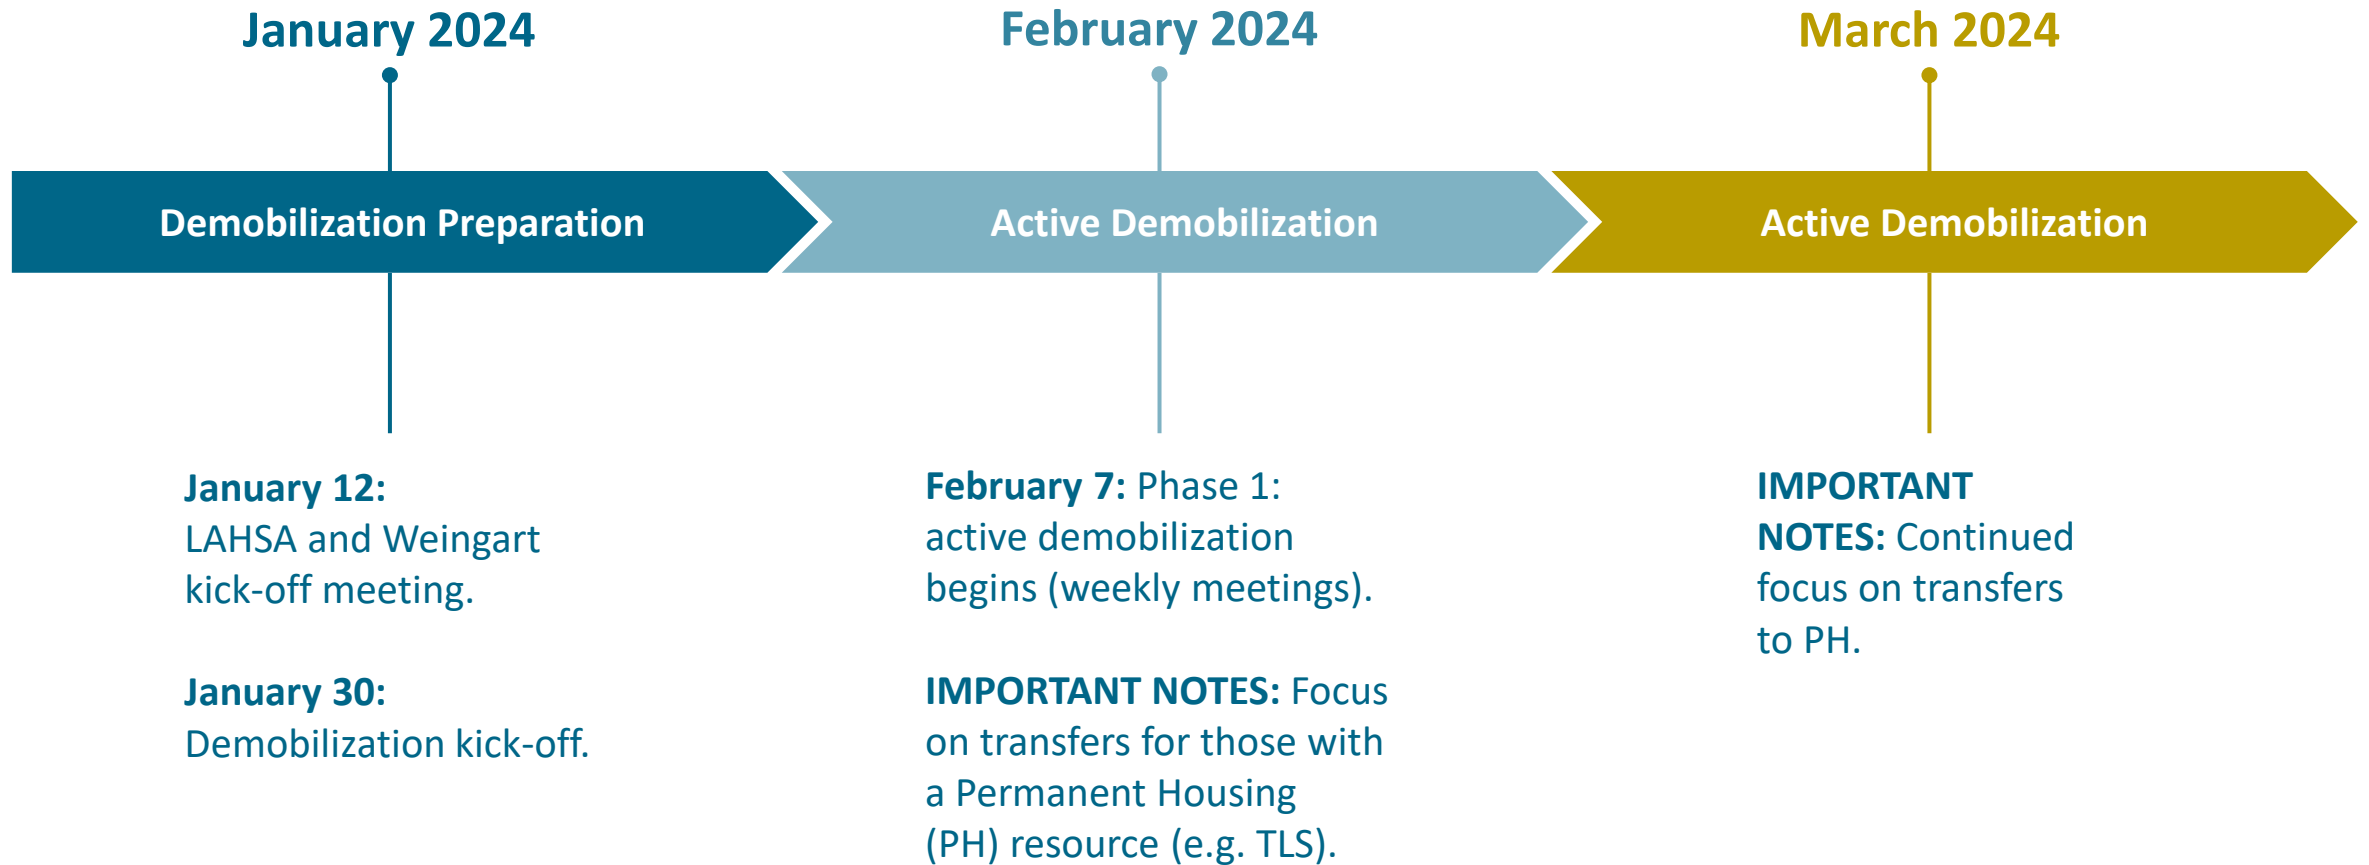 January 2024
February 2024
March 2024
Demobilization Preparation
Active Demobilization
Active Demobilization
January 12:
LAHSA and Weingart
kick-off meeting.
January 30:
Demobilization kick-off.
February 7: Phase 1:
active demobilization
begins (weekly meetings).
IMPORTANT NOTES: Focus
on transfers for those with
a Permanent Housing
(PH) resource (e.g. TLS).
IMPORTANT
NOTES: Continued
focus on transfers
to PH.